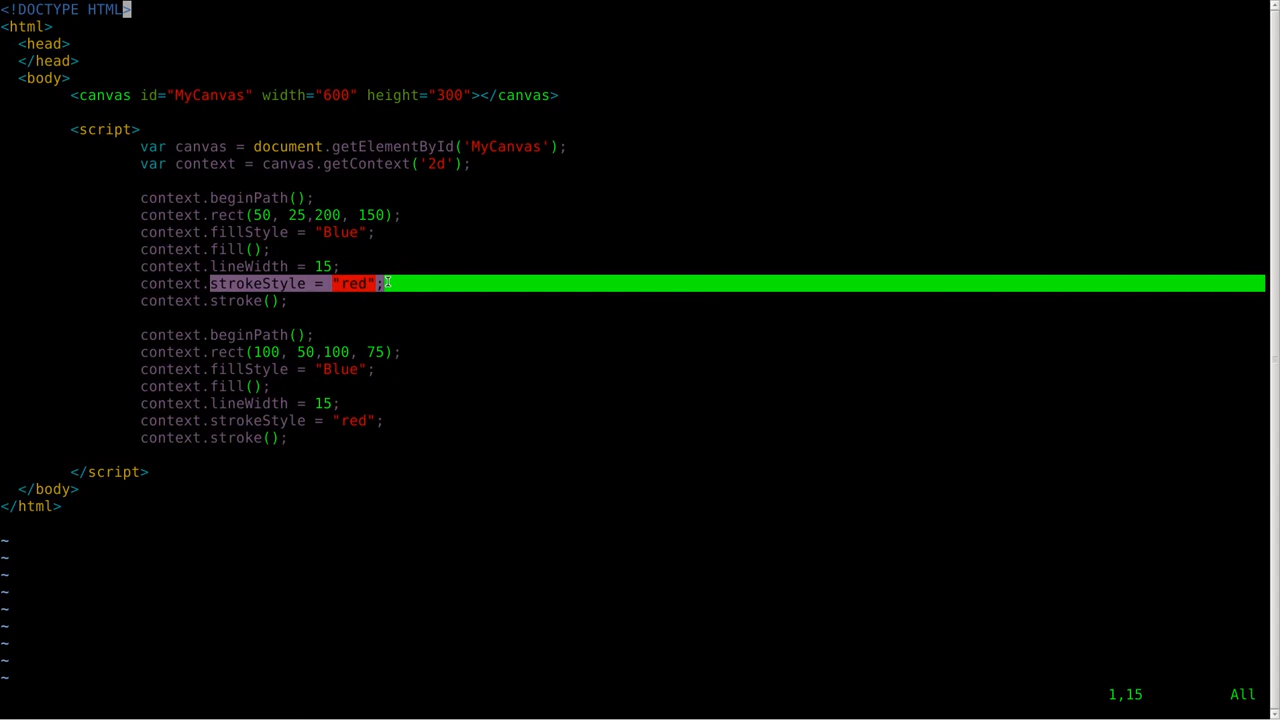 <!DOCTYPE HTML>
<html>
  <head>
  </head>
  <body>
        <canvas id="MyCanvas" width="600" height="300"></canvas>
        <script>
                var canvas = document.getElementById('MyCanvas');
                var context = canvas.getContext('2d');
                context.beginPath();
                context.rect(50, 25,200, 150);
                context.fillStyle = "Blue";
                context.fill();
                context.lineWidth = 15;
                context.strokeStyle = "red";
                context.stroke();
                context.beginPath();
                context.rect(100, 50,100, 75);
                context.fillStyle = "Blue";
                context.fill();
                context.lineWidth = 15;
                context.strokeStyle = "red";
                context.stroke();
        </script>
  </body>
</html>
~
~
~
~
~
~
~
~
~
1,15 All